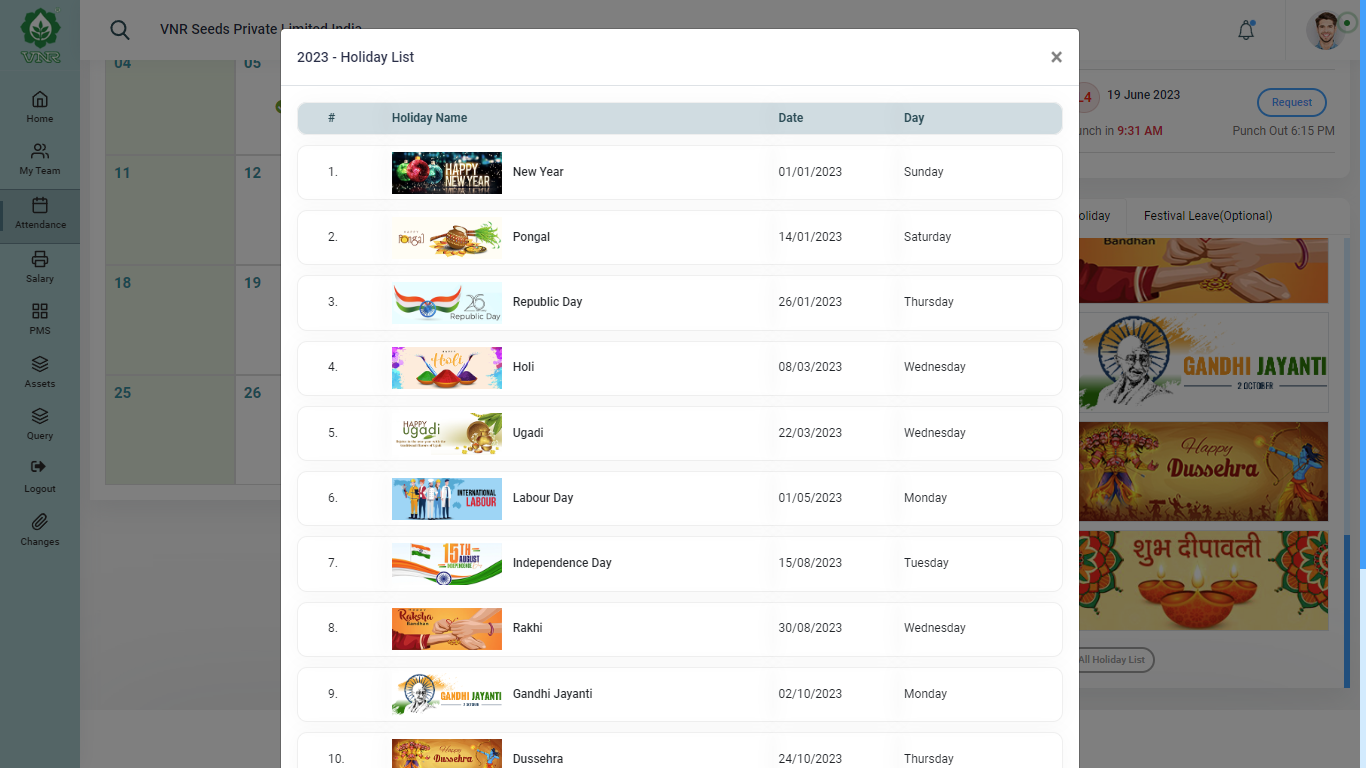 VNR
VNR Seeds Private Limited India
Home
My Team
Attendance
Salary
PMS
Assets
Query
Logout
Changes
04
05
11
12
18
19
25
26
2023 - Holiday List
×
# Holiday Name Date Day
1. HAPPY NEW YEAR New Year 01/01/2023 Sunday
2. Pongal Pongal 14/01/2023 Saturday
3. 26 Republic Day Republic Day 26/01/2023 Thursday
4. Holi Holi 08/03/2023 Wednesday
5. HAPPY ugadi Ugadi 22/03/2023 Wednesday
6. INTERNATIONAL LABOUR Labour Day 01/05/2023 Monday
7. 15TH AUGUST Independence Day 15/08/2023 Tuesday
8. Raksha Bandhan Rakhi 30/08/2023 Wednesday
9. GANDHI JAYANTI Gandhi Jayanti 02/10/2023 Monday
10. Happy Dussehra Dussehra 24/10/2023 Thursday
L4 19 June 2023
Request
unch in 9:31 AM Punch Out 6:15 PM
oliday Festival Leave(Optional)
Bandhan
GANDHI JAYANTI
2 OCTOBER
Happy
Dussehra
शुभ दीपावली
All Holiday List